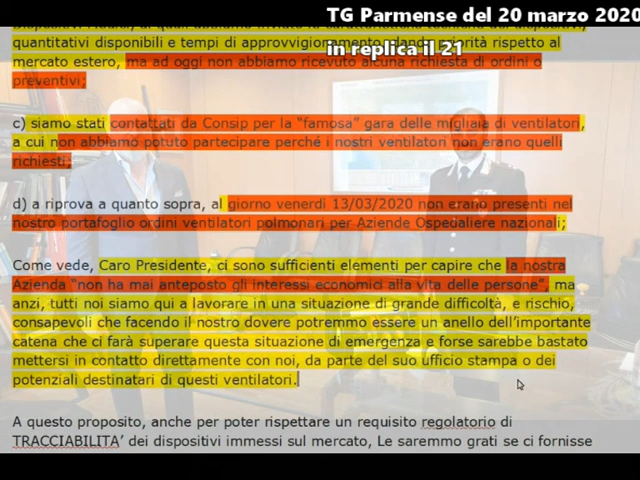 TG Parmense del 20 marzo 2020
in replica il 21
quantitativi disponibili e tempi di
mercato estero, ma ad oggi non abbiamo ricevuto alcuna richiesta di ordini o
preventivi;
c) siamo stati contattati da Consip per la “famosa” gara delle migliaia di ventilatori,
a cui non abbiamo potuto partecipare perché i nostri ventilatori non erano quelli
richiesti;
d) a riprova a quanto sopra, al giorno venerdì 13/03/2020 non erano presenti nel
nostro portafoglio ordini ventilatori polmonari per Aziende Ospedaliere nazionali;
Come vede, Caro Presidente, ci sono sufficienti elementi per capire che la nostra
Azienda “non ha mai anteposto gli interessi economici alla vita delle persone”, ma
anzi, tutti noi siamo qui a lavorare in una situazione di grande difficoltà, e rischio,
consapevoli che facendo il nostro dovere potremmo essere un anello dell’importante
catena che ci farà superare questa situazione di emergenza e forse sarebbe bastato
mettersi in contatto direttamente con noi, da parte del suo ufficio stampa o dei
potenziali destinatari di questi ventilatori.
A questo proposito, anche per poter rispettare un requisito regolatorio di
TRACCIABILITA’ dei dispositivi immessi sul mercato, Le saremmo grati se ci fornisse